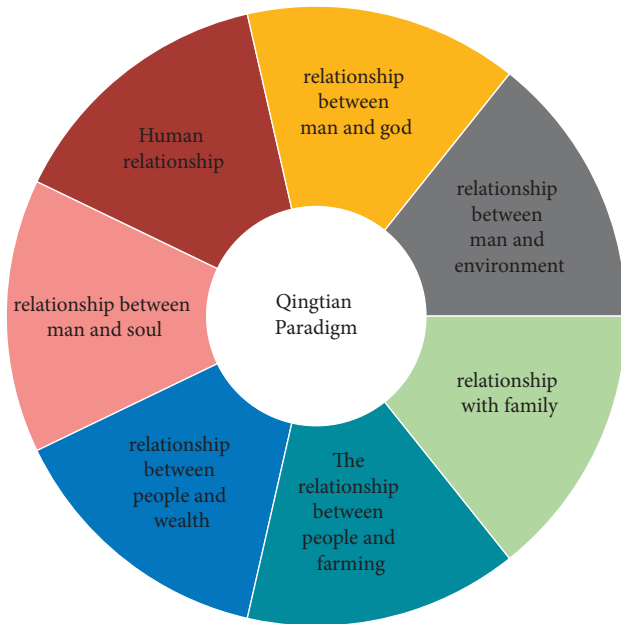 relationship
between
man and god
Human
relationship
relationship
between
man and
environment
relationship between
man and soul
Qingtian
Paradigm
relationship
with family
relationship
between
people and
wealth
The
relationship
between
people and
farming